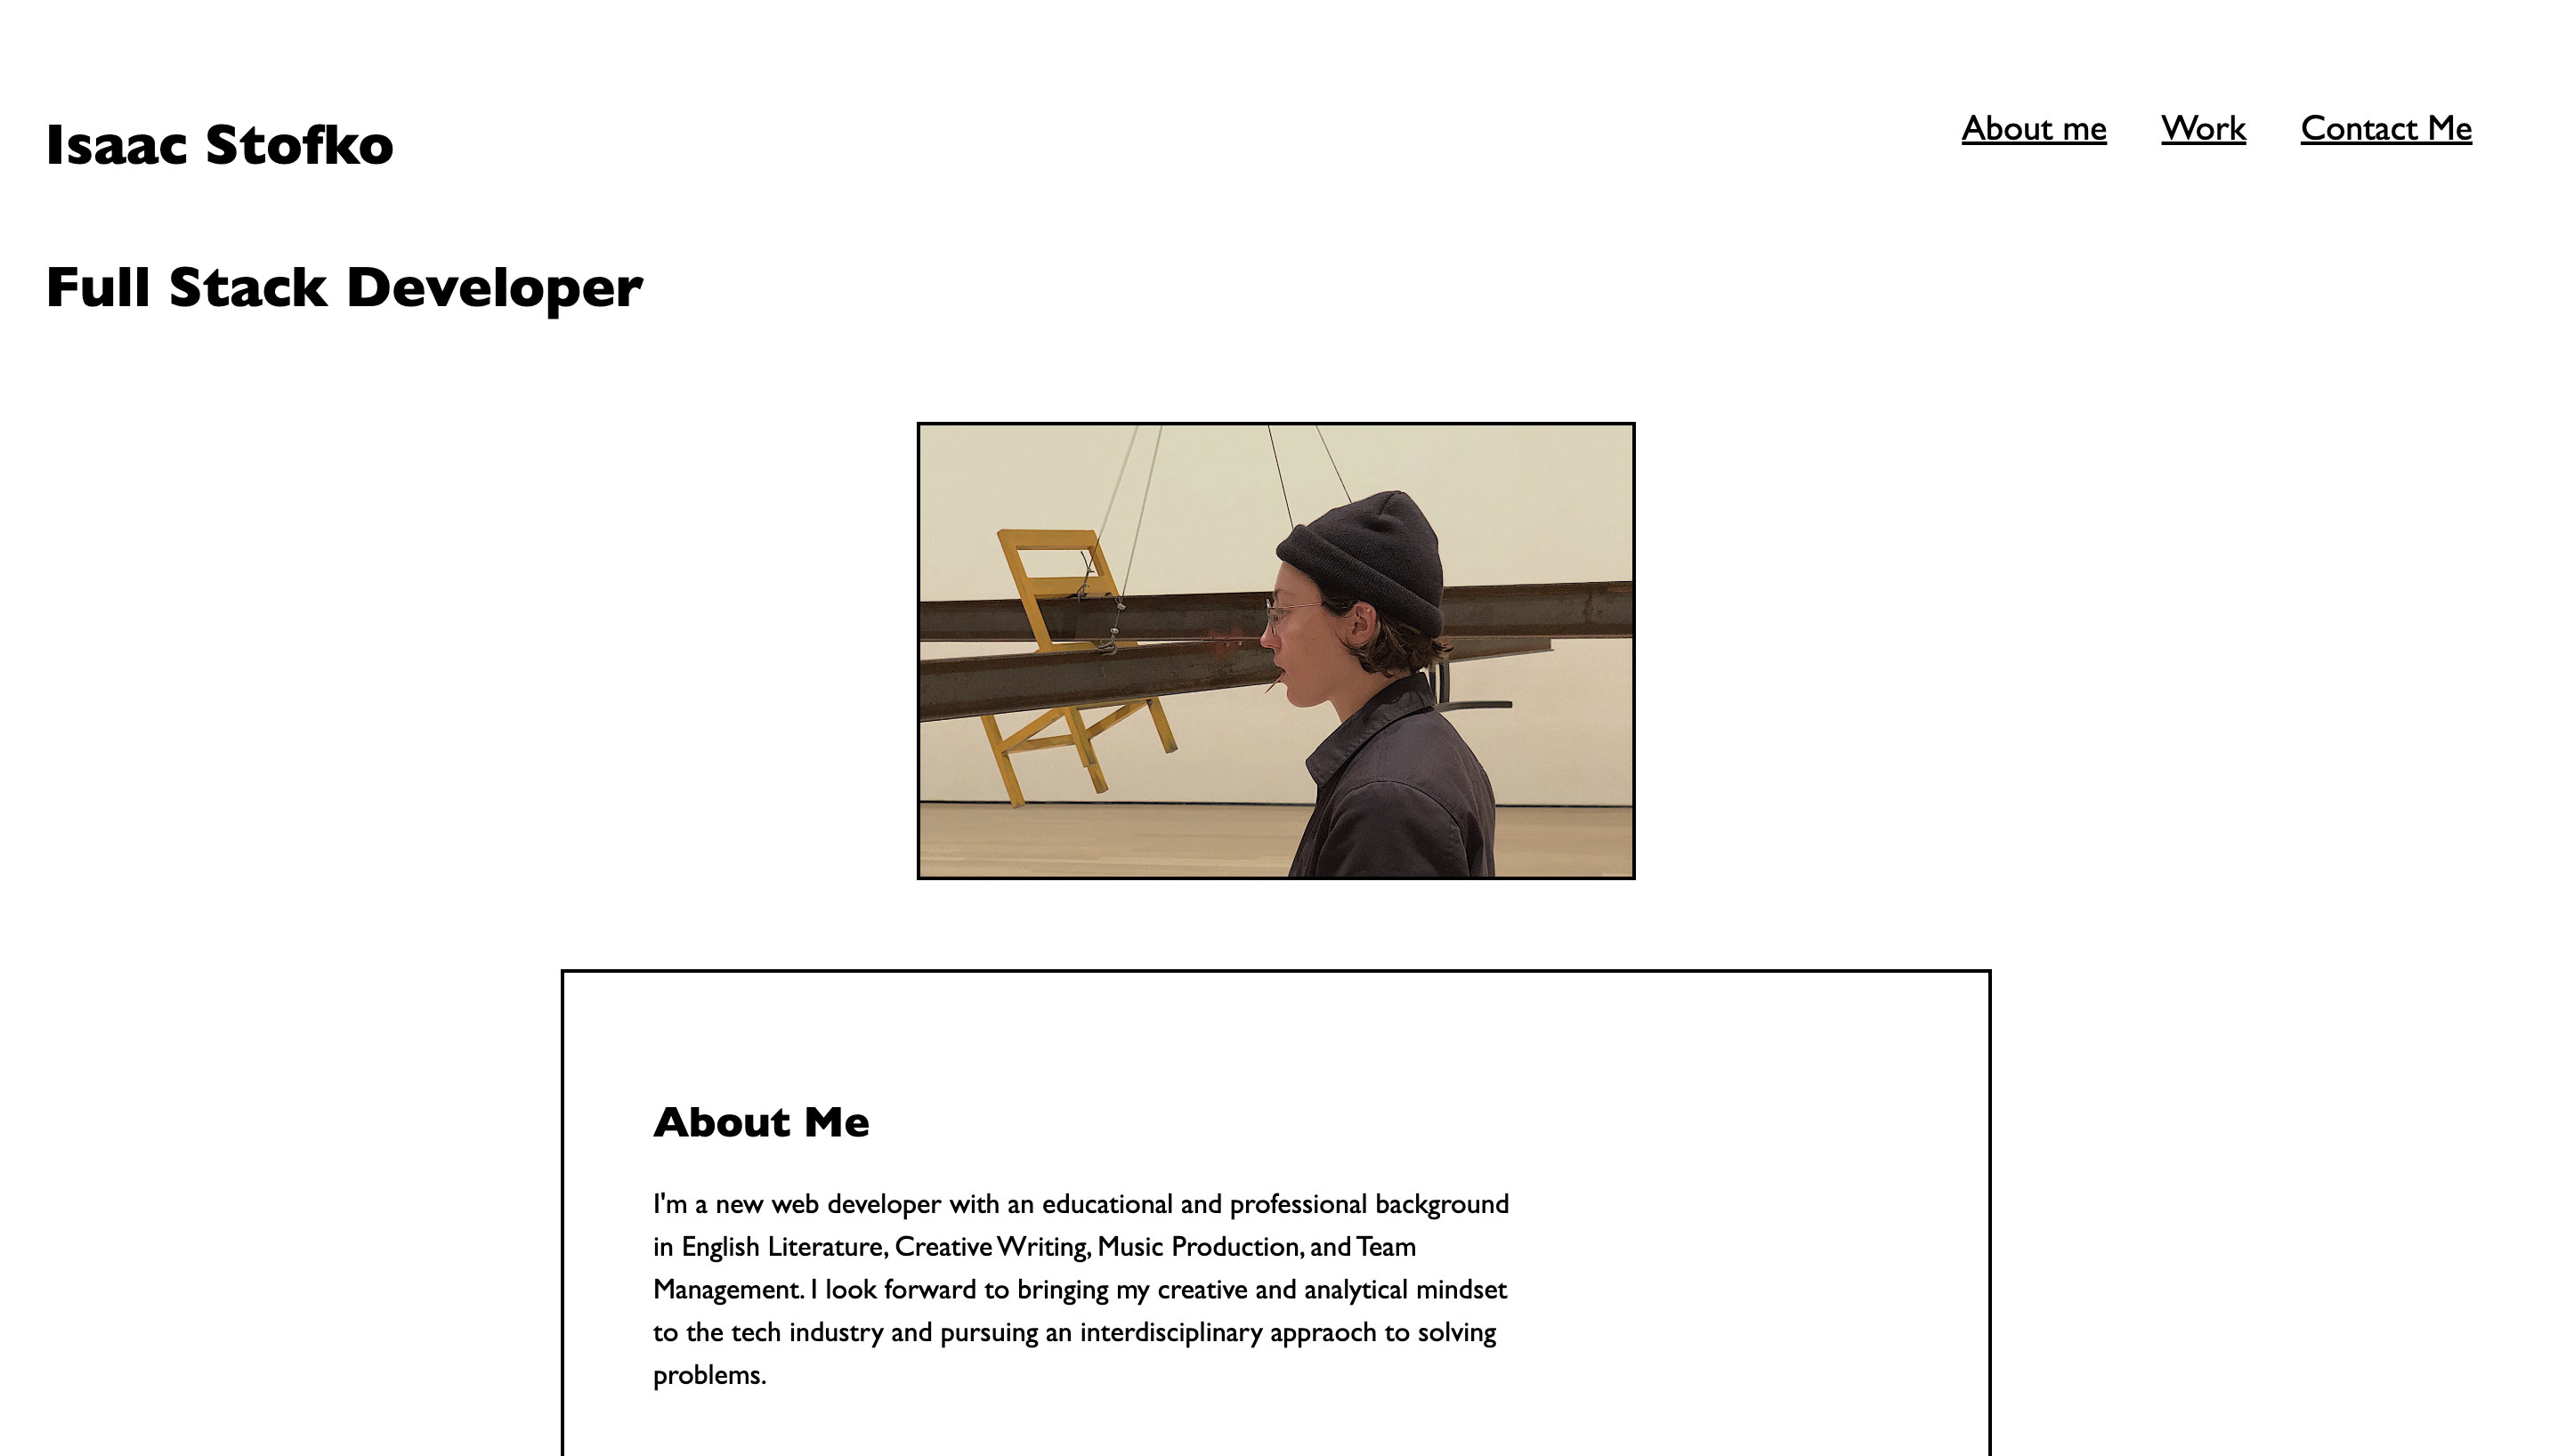 Isaac Stofko
About me Work Contact Me
Full Stack Developer
About Me
I'm a new web developer with an educational and professional background
in English Literature, Creative Writing, Music Production, and Team
Management. I look forward to bringing my creative and analytical mindset
to the tech industry and pursuing an interdisciplinary appraoch to solving
problems.